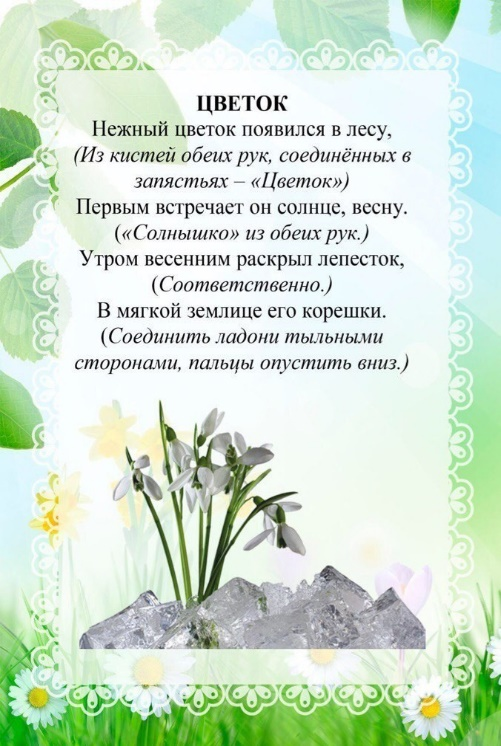 ЦВЕТОК
Нежный цветок появился в лесу,
(Из кистей обеих рук, соединённых в
запястьях – «Цветок»)
Первым встречает он солнце, весну.
(«Солнышко» из обеих рук.)
Утром весенним раскрыл лепесток,
(Соответственно.)
В мягкой землице его корешки.
(Соединить ладони тыльными
сторонами, пальцы опустить вниз.)